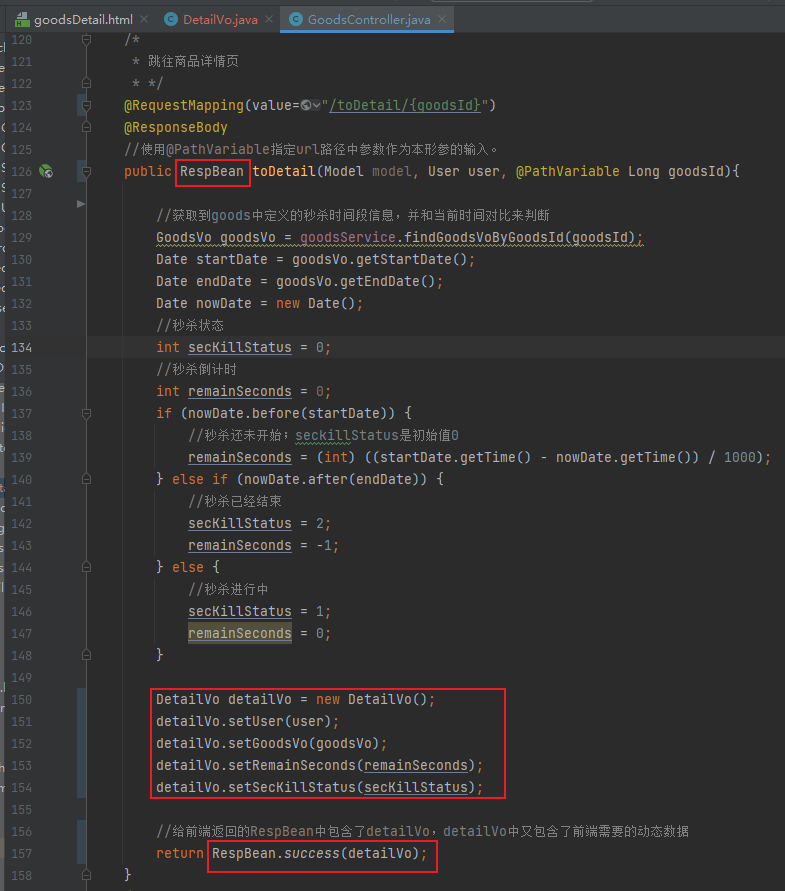 goodsDetail.html × DetailVo.java × GoodsController.java ×
120 /*
121 * 跳往商品详情页
122 * */
123 @RequestMapping(value="/toDetail/{goodsId}")
124 @ResponseBody
125 //使用@PathVariable指定url路径中参数作为本形参的输入。
126 public RespBean toDetail(Model model, User user, @PathVariable Long goodsId){
127
128 //获取到goods中定义的秒杀时间段信息，并和当前时间对比来判断
129 GoodsVo goodsVo = goodsService.findGoodsVoByGoodsId(goodsId);
130 Date startDate = goodsVo.getStartDate();
131 Date endDate = goodsVo.getEndDate();
132 Date nowDate = new Date();
133 //秒杀状态
134 int secKillStatus = 0;
135 //秒杀倒计时
136 int remainSeconds = 0;
137 if (nowDate.before(startDate)) {
138 //秒杀还未开始；seckillStatus是初始值0
139 remainSeconds = (int) ((startDate.getTime() - nowDate.getTime()) / 1000);
140 } else if (nowDate.after(endDate)) {
141 //秒杀已经结束
142 secKillStatus = 2;
143 remainSeconds = -1;
144 } else {
145 //秒杀进行中
146 secKillStatus = 1;
147 remainSeconds = 0;
148 }
149
150 DetailVo detailVo = new DetailVo();
151 detailVo.setUser(user);
152 detailVo.setGoodsVo(goodsVo);
153 detailVo.setRemainSeconds(remainSeconds);
154 detailVo.setSecKillStatus(secKillStatus);
155
156 //给前端返回的RespBean中包含了detailVo，detailVo中又包含了前端需要的动态数据
157 return RespBean.success(detailVo);
158 }